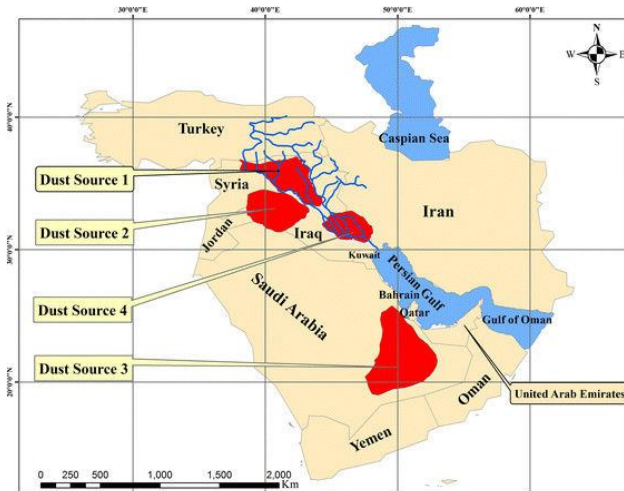 30°0'0"E 40°0'0"E 50°0'0"E 60°0'0"E
N
W E
S
40°0'0"N
Caspian Sea
Turkey
Dust Source 1
Syria
Iran
Dust Source 2
Jordan
Iraq
30°0'0"N
Kuwait
Persian Gulf
Saudi Arabia
Bahrain
Dust Source 4
Qatar
Gulf of Oman
Dust Source 3
20°0'0"N
Oman
United Arab Emirates
Yemen
0 250 500 1,000 1,500 2,000
Km